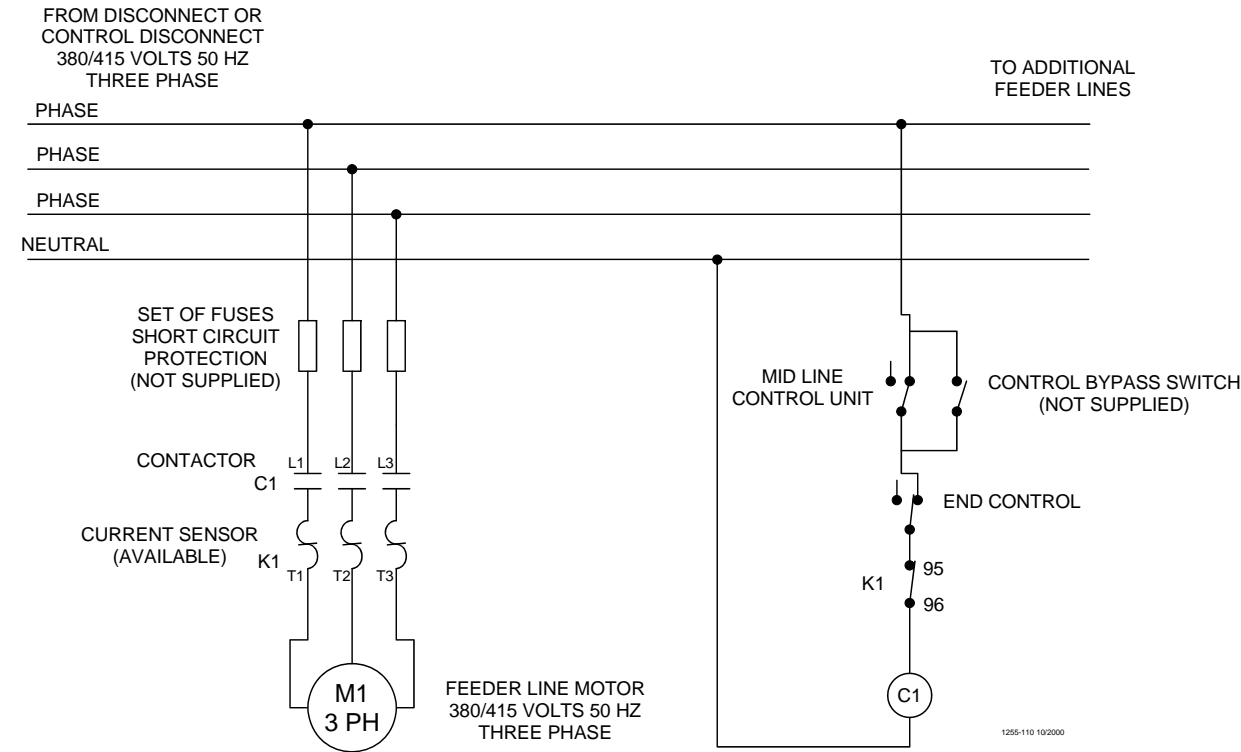 FROM DISCONNECT OR
CONTROL DISCONNECT
380/415 VOLTS 50 HZ
THREE PHASE
TO ADDITIONAL
FEEDER LINES
PHASE
PHASE
PHASE
NEUTRAL
SET OF FUSES
SHORT CIRCUIT
PROTECTION
(NOT SUPPLIED)
MID LINE
CONTROL UNIT
CONTROL BYPASS SWITCH
(NOT SUPPLIED)
CONTACTOR
C1
L1 L2 L3
END CONTROL
CURRENT SENSOR
(AVAILABLE)
K1
T1 T2 T3
K1
95
96
M1
3 PH
FEEDER LINE MOTOR
380/415 VOLTS 50 HZ
THREE PHASE
C1
1255-110 10/2000